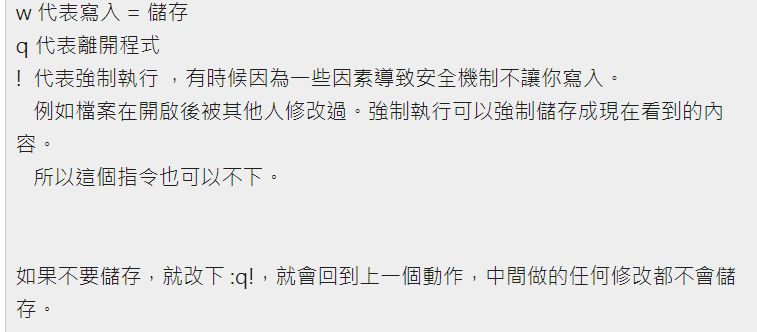 w 代表寫入 = 儲存
q 代表離開程式
! 代表強制執行 ，有時候因為一些因素導致安全機制不讓你寫入。
例如檔案在開啟後被其他人修改過。強制執行可以強制儲存成現在看到的內
容。
所以這個指令也可以不下。
如果不要儲存，就改下 :q!，就會回到上一個動作，中間做的任何修改都不會儲
存。